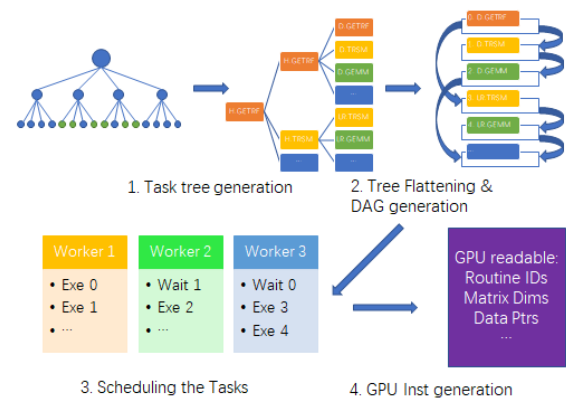 D.GETRF
D.TRSM
D.GEMM
...
H.GETRF
H.GETRF
LR.TRSM
H.TRSM
LR.GEMM
...
...
0. D.GETRF
1. D.TRSM
2. D.GEMM
3. LR.TRSM
4. LR.GEMM
...
1. Task tree generation
2. Tree Flattening &
DAG generation
Worker 1
• Exe 0
• Exe 1
• ...
Worker 2
• Wait 1
• Exe 2
• ...
Worker 3
• Wait 0
• Exe 3
• Exe 4
GPU readable:
Routine IDs
Matrix Dims
Data Ptrs
...
3. Scheduling the Tasks
4. GPU Inst generation